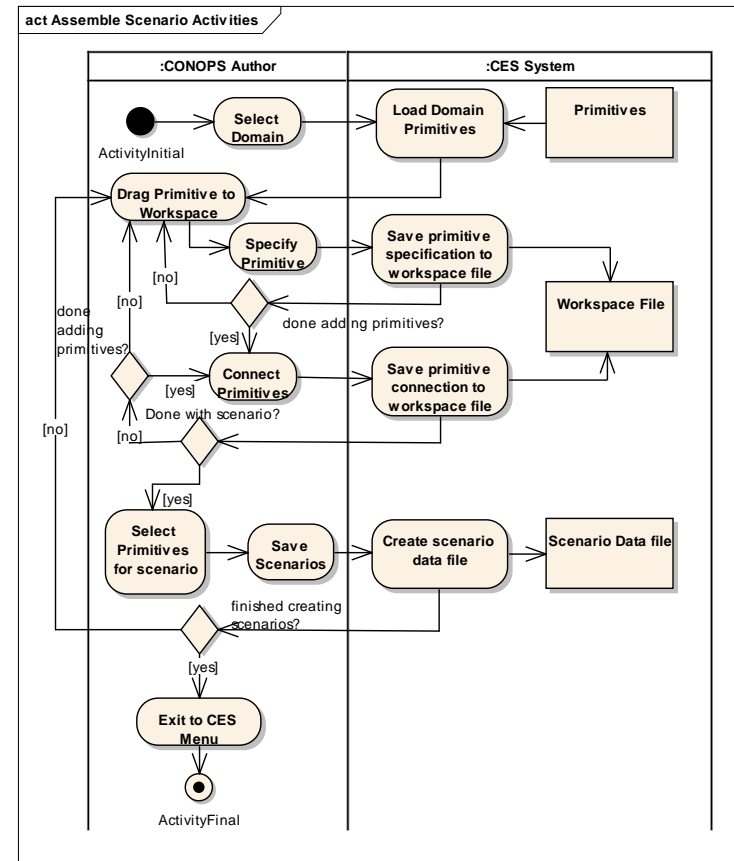 act Assemble Scenario Activities
:CONOPS Author
:CES System
ActivityInitial
Select
Domain
Load Domain
Primitives
Primitives
Drag Primitive to
Workspace
Specify
Primitive
Save primitive
specification to
workspace file
Workspace File
[no]
[no]
done
adding
primitives?
done adding primitives?
[yes]
[yes]
Connect
Primitives
Save primitive
connection to
workspace file
Done with scenario?
[no]
[no]
[yes]
Select
Primitives
for scenario
Save
Scenarios
Create scenario
data file
Scenario Data file
finished creating
scenarios?
[yes]
Exit to CES
Menu
ActivityFinal